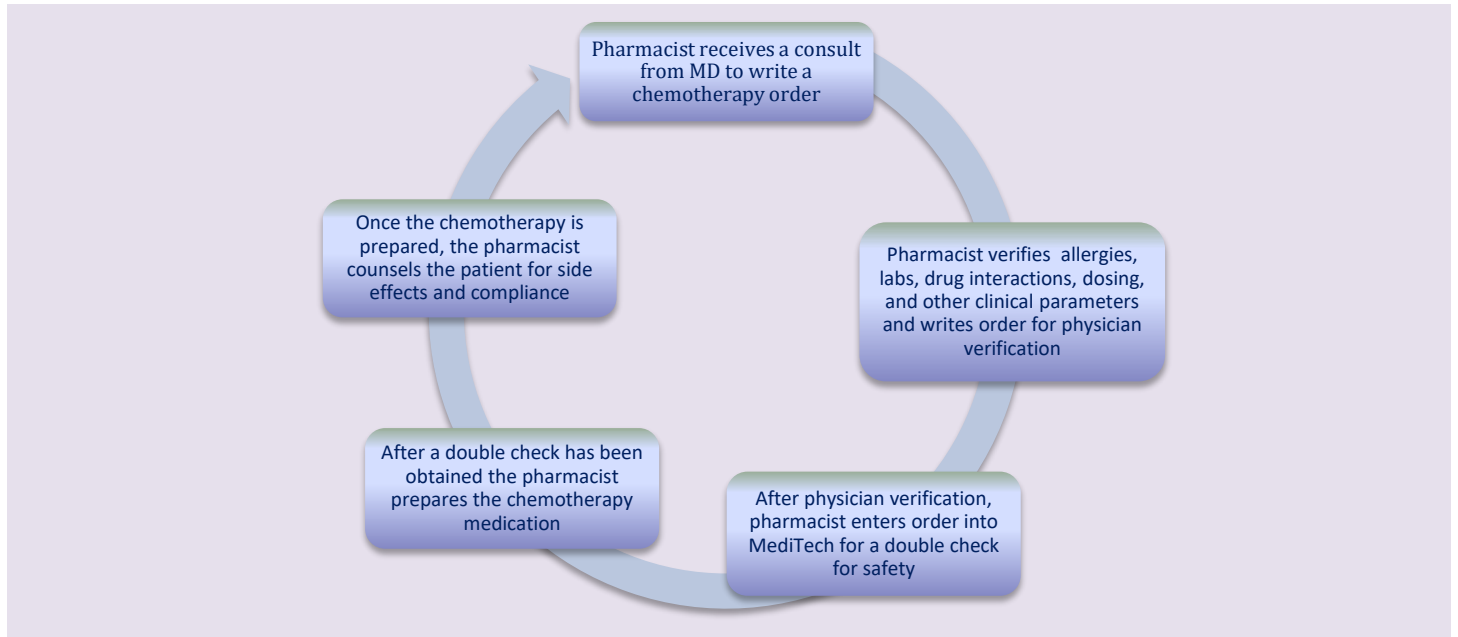 Pharmacist receives a consult
from MD to write a
chemotherapy order
Pharmacist verifies  allergies,
labs, drug interactions, dosing,
and other clinical parameters
and writes order for physician
verification
After physician verification,
pharmacist enters order into
MediTech for a double check
for safety
After a double check has been
obtained the pharmacist
prepares the chemotherapy
medication
Once the chemotherapy is
prepared, the pharmacist
counsels the patient for side
effects and compliance